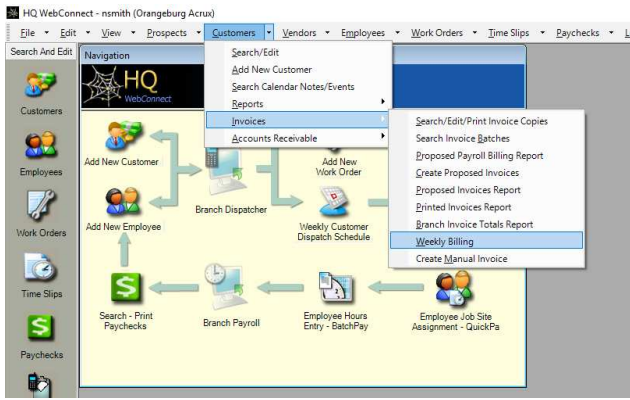 HQ WebConnect - nsmith (Orangeburg Acrux)
File Edit View Prospects Customers Vendors Employees Work Orders Time Slips Paychecks L
Search And Edit
Customers
Employees
Work Orders
Time Slips
Paychecks
Navigation
HQ
WebConnect
Add New Customer
Add New
Work Order
Branch Dispatcher
Add New Employee
Weekly Customer
Dispatch Schedule
Search - Print
Paychecks
Branch Payroll
Employee Hours
Entry - BatchPay
Employee Job Site
Assignment - QuickPa
Search/Edit
Add New Customer
Search Calendar Notes/Events
Reports
Invoices
Accounts Receivable
Search/Edit/Print Invoice Copies
Search Invoice Batches
Proposed Payroll Billing Report
Create Proposed Invoices
Proposed Invoices Report
Printed Invoices Report
Branch Invoice Totals Report
Weekly Billing
Create Manual Invoice